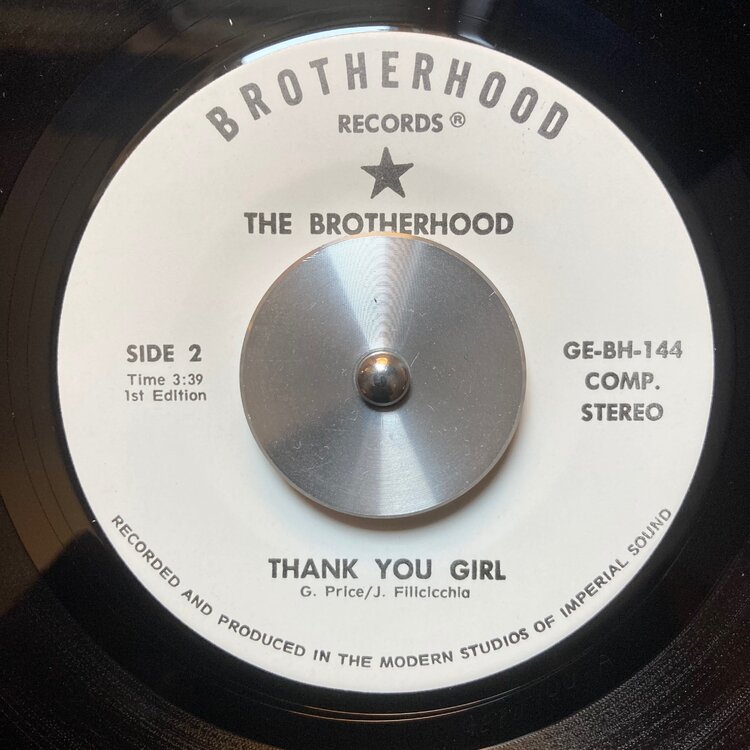 BROTHERHOOD
RECORDS®
THE BROTHERHOOD
SIDE 2
Time 3:39
1st Edition
GE-BH-144
COMP.
STEREO
THANK YOU GIRL
G. Price/J. Filicicchia
RECORDED AND PRODUCED IN THE MODERN STUDIOS OF IMPERIAL SOUND